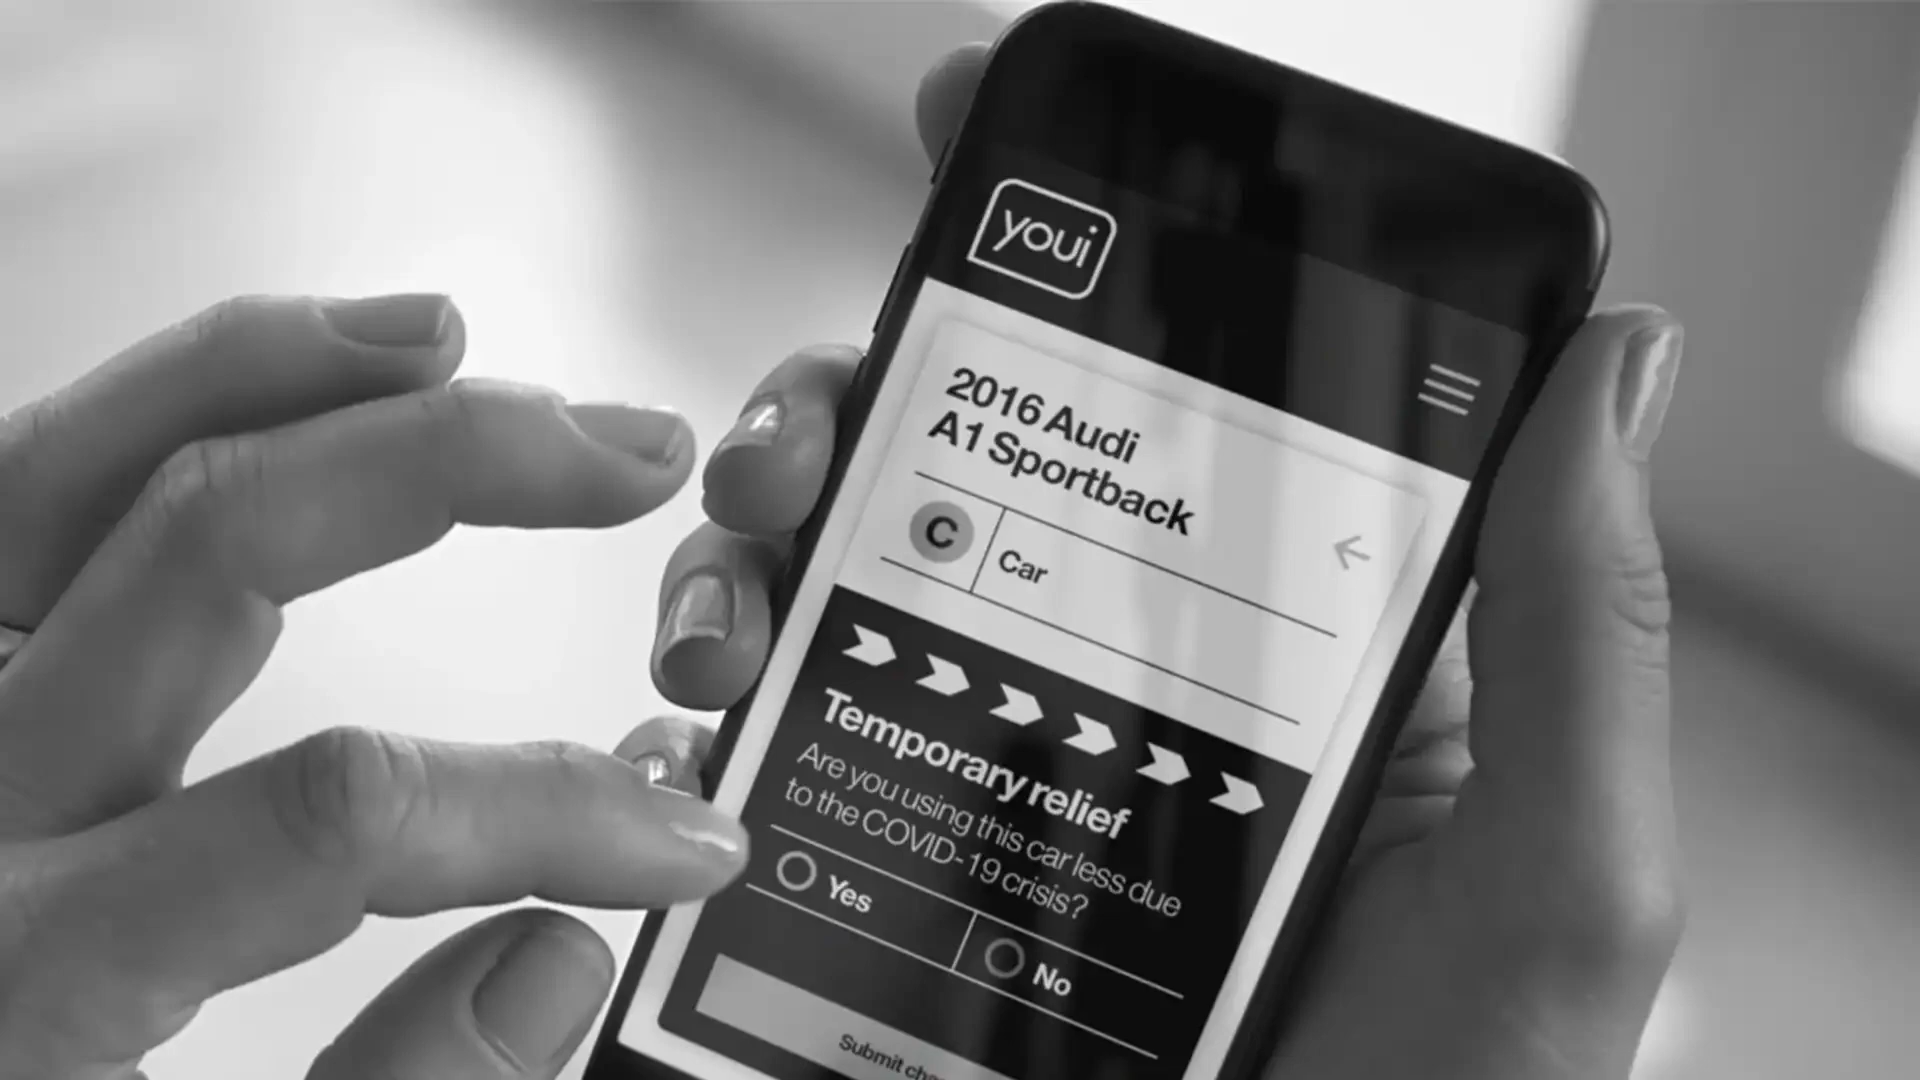 youi
2016 Audi
A1 Sportback
C
Car
Temporary relief
Are you using this car less due
to the COVID-19 crisis?
Yes
No
Submit